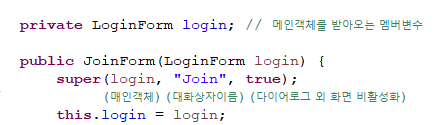 private LoginForm login; // 메인객체를 받아오는 멤버변수
public JoinForm(LoginForm login) {
super(login, "Join", true);
(매인객체) (대화상자이름) (다이어로그 외 화면 비활성화)
this.login = login;